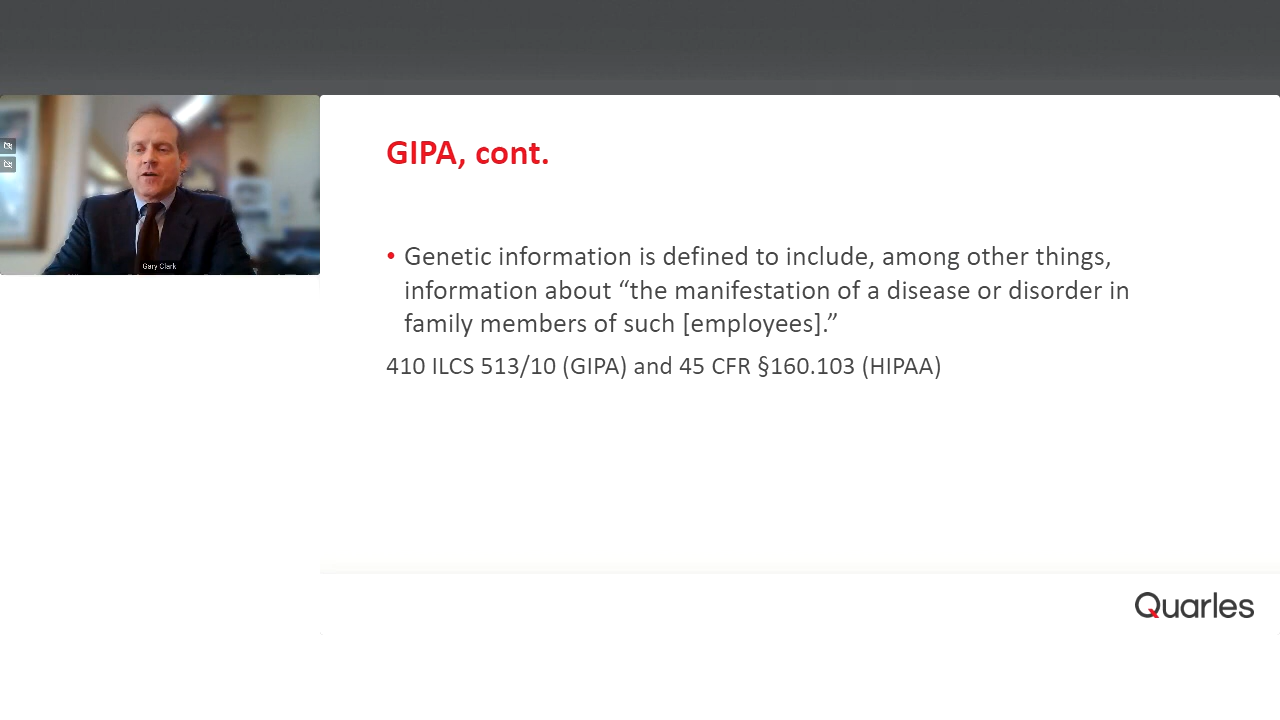 Gary Clark
GIPA, cont.
• Genetic information is defined to include, among other things,
information about “the manifestation of a disease or disorder in
family members of such [employees].”
410 ILCS 513/10 (GIPA) and 45 CFR §160.103 (HIPAA)
Quarles